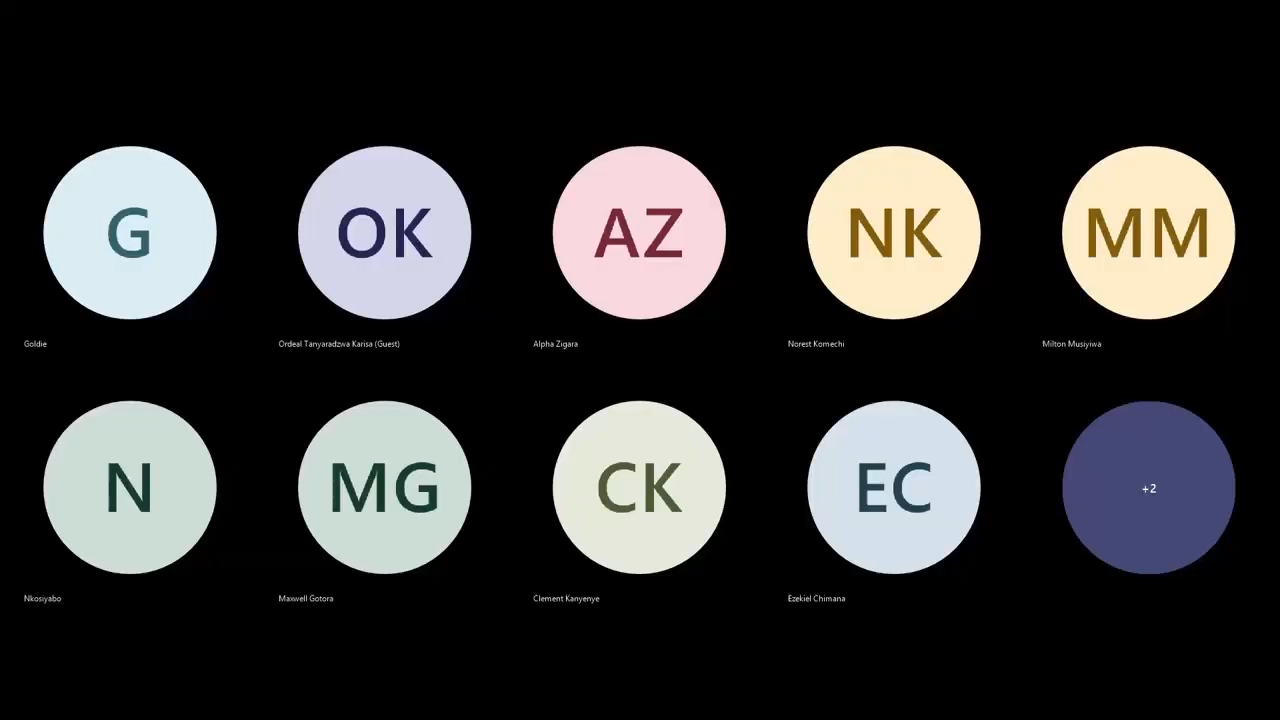 G
OK
AZ
NK
MM
Goldie
Ordeal Tanyaradzwa Karisa (Guest)
Alpha Zigara
Norest Komechi
Milton Musiyiwa
N
MG
CK
EC
+2
Nkosiyabo
Maxwell Gotora
Clement Kanyenye
Ezekiel Chimana